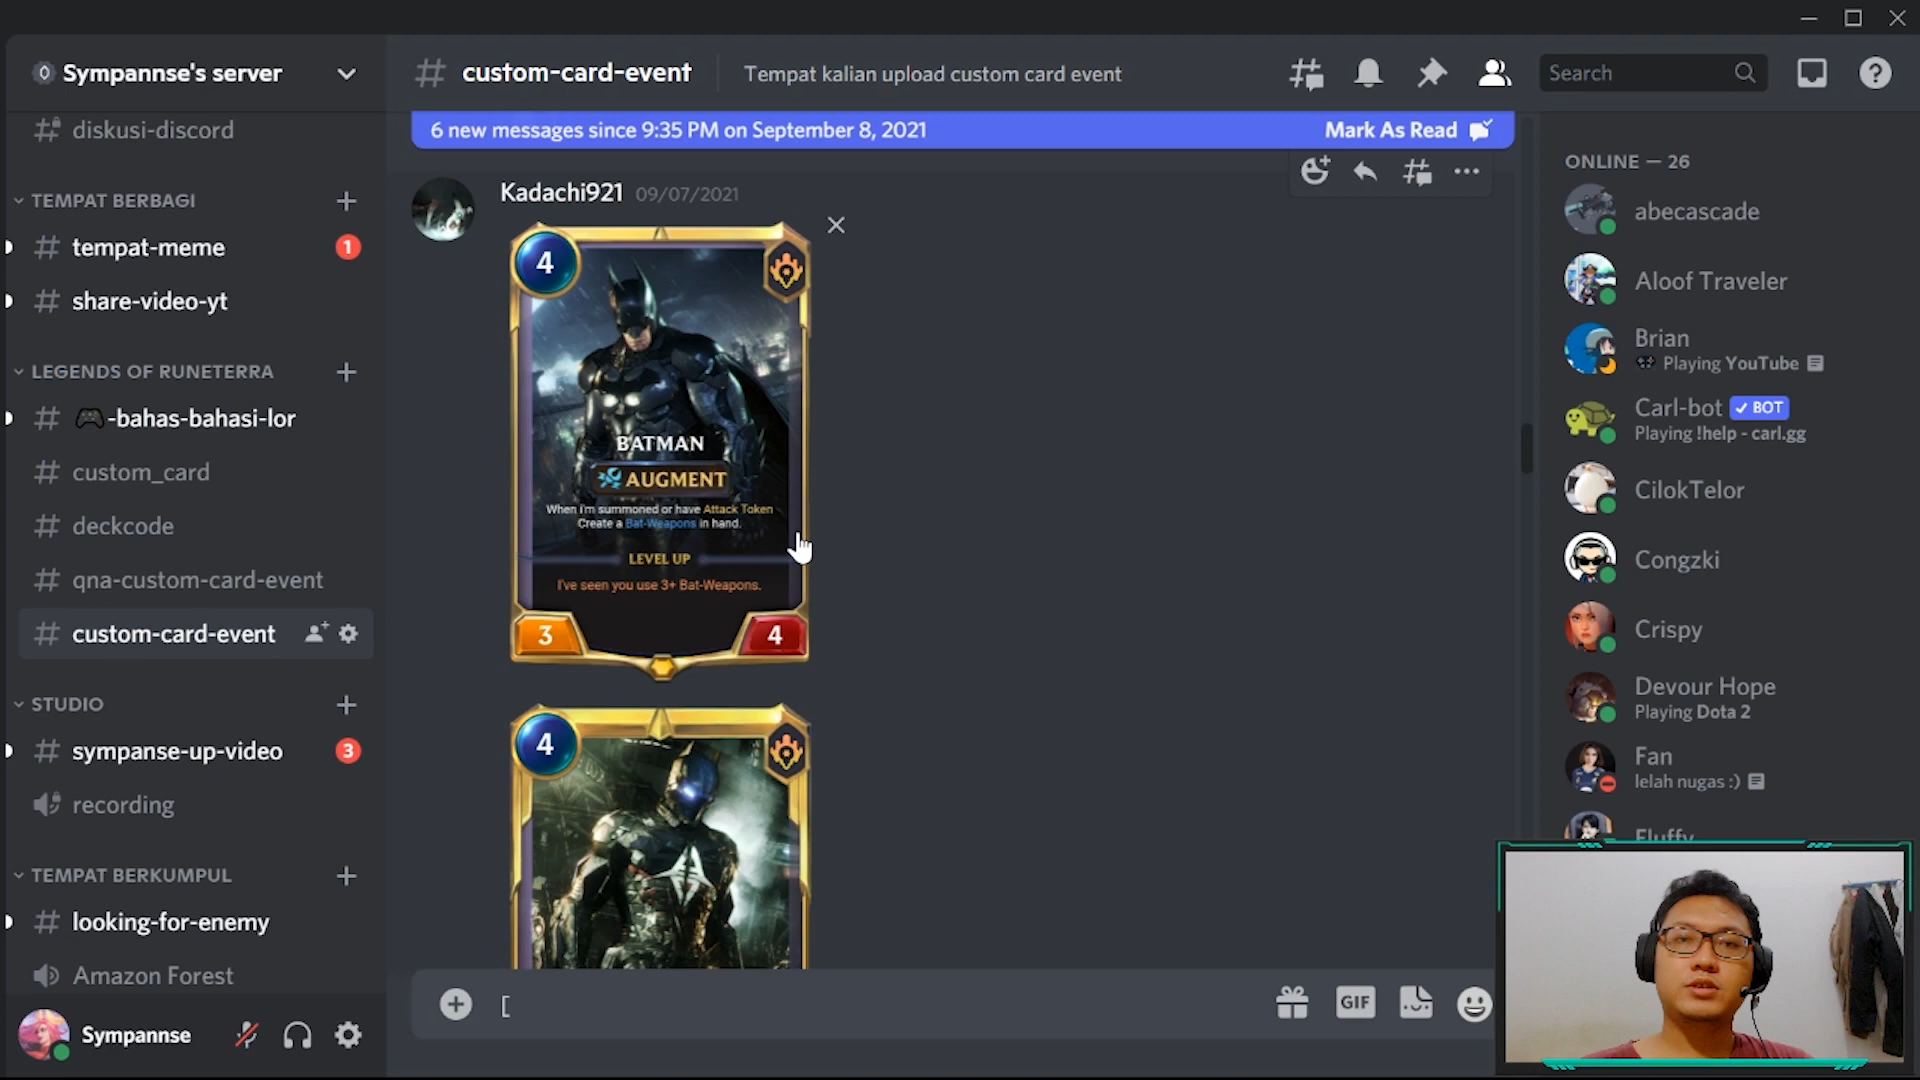 Sympannse's server
custom-card-event
Tempat kalian upload custom card event
Search
diskusi-discord
TEMPAT BERBAGI
tempat-meme
1
share-video-yt
LEGENDS OF RUNETERRA
-bahas-bahasi-lor
custom_card
deckcode
qna-custom-card-event
custom-card-event
STUDIO
sympanse-up-video
3
recording
TEMPAT BERKUMPUL
looking-for-enemy
Amazon Forest
Sympannse
6 new messages since 9:35 PM on September 8, 2021
Mark As Read
Kadachi921 09/07/2021
4
BATMAN
AUGMENT
When i'm summoned or have Attack Token
Create a Bat-Weapons in hand.
LEVEL UP
I've seen you use 3+ Bat-Weapons.
3
4
4
[
GIF
ONLINE — 26
abecascade
Aloof Traveler
Brian
Playing YouTube
Carl-bot BOT
Playing !help - carl.gg
CilokTelor
Congzki
Crispy
Devour Hope
Playing Dota 2
Fan
lelah nugas :)
Fluffy